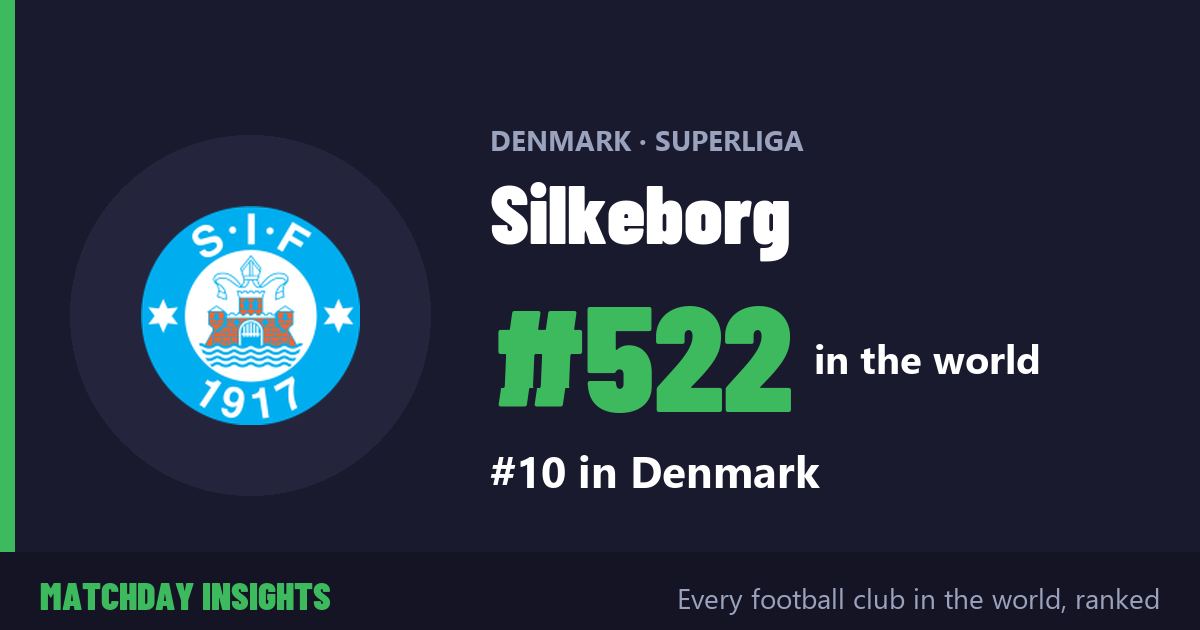 S·I·F
1917
DENMARK · SUPERLIGA
Silkeborg
#522 in the world
#10 in Denmark
MATCHDAY INSIGHTS
Every football club in the world, ranked